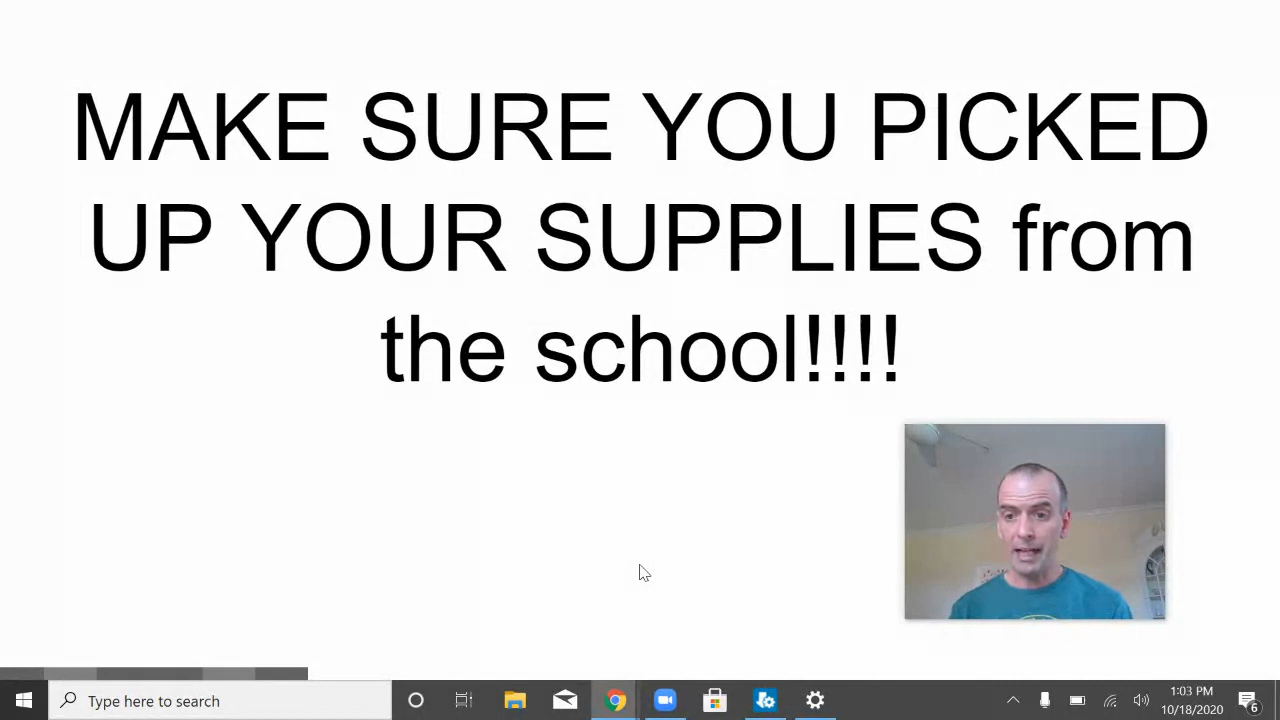 MAKE SURE YOU PICKED
UP YOUR SUPPLIES from
the school!!!!
Type here to search
1:03 PM
10/18/2020
6